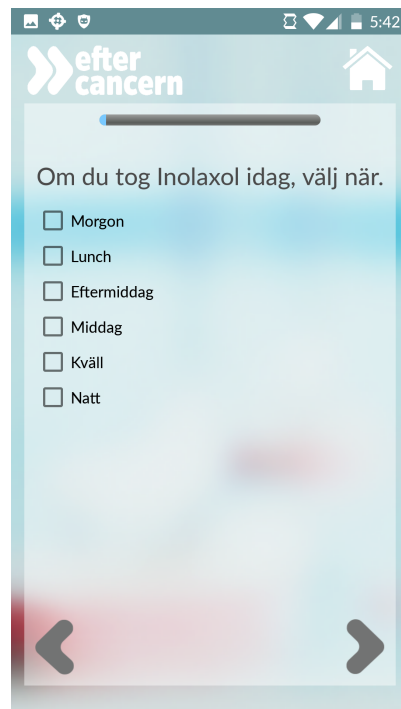 5:42
efter
cancern
Om du tog Inolaxol idag, välj när.
Morgon
Lunch
Eftermiddag
Middag
Kväll
Natt